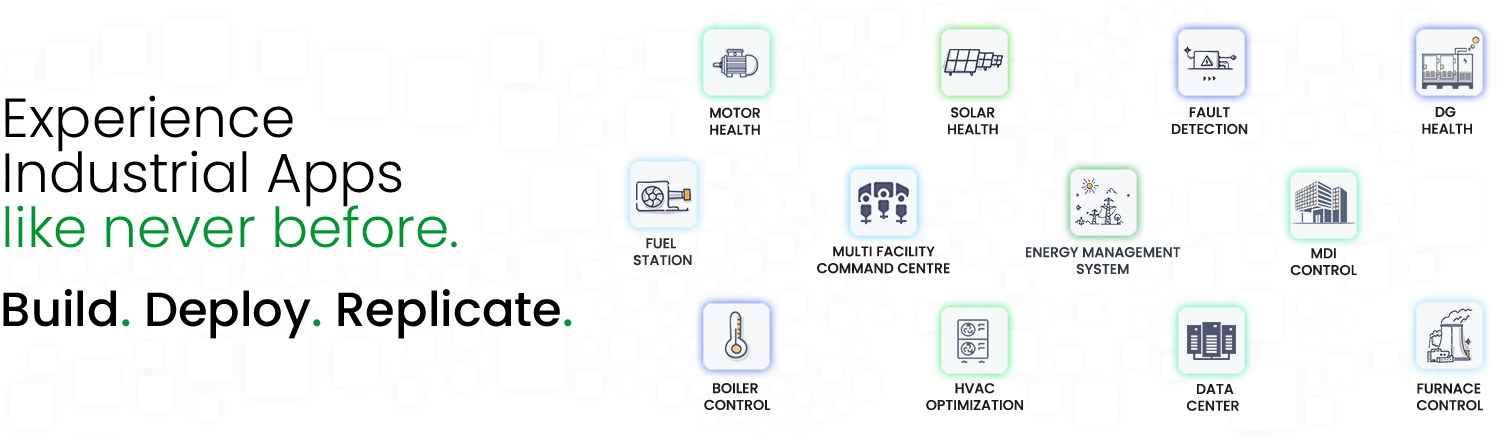 Experience
Industrial Apps
like never before.
Build. Deploy. Replicate.
MOTOR
HEALTH
SOLAR
HEALTH
FAULT
DETECTION
DG
HEALTH
FUEL
STATION
MULTI FACILITY
COMMAND CENTRE
ENERGY MANAGEMENT
SYSTEM
MDI
CONTROL
BOILER
CONTROL
HVAC
OPTIMIZATION
DATA
CENTER
FURNACE
CONTROL